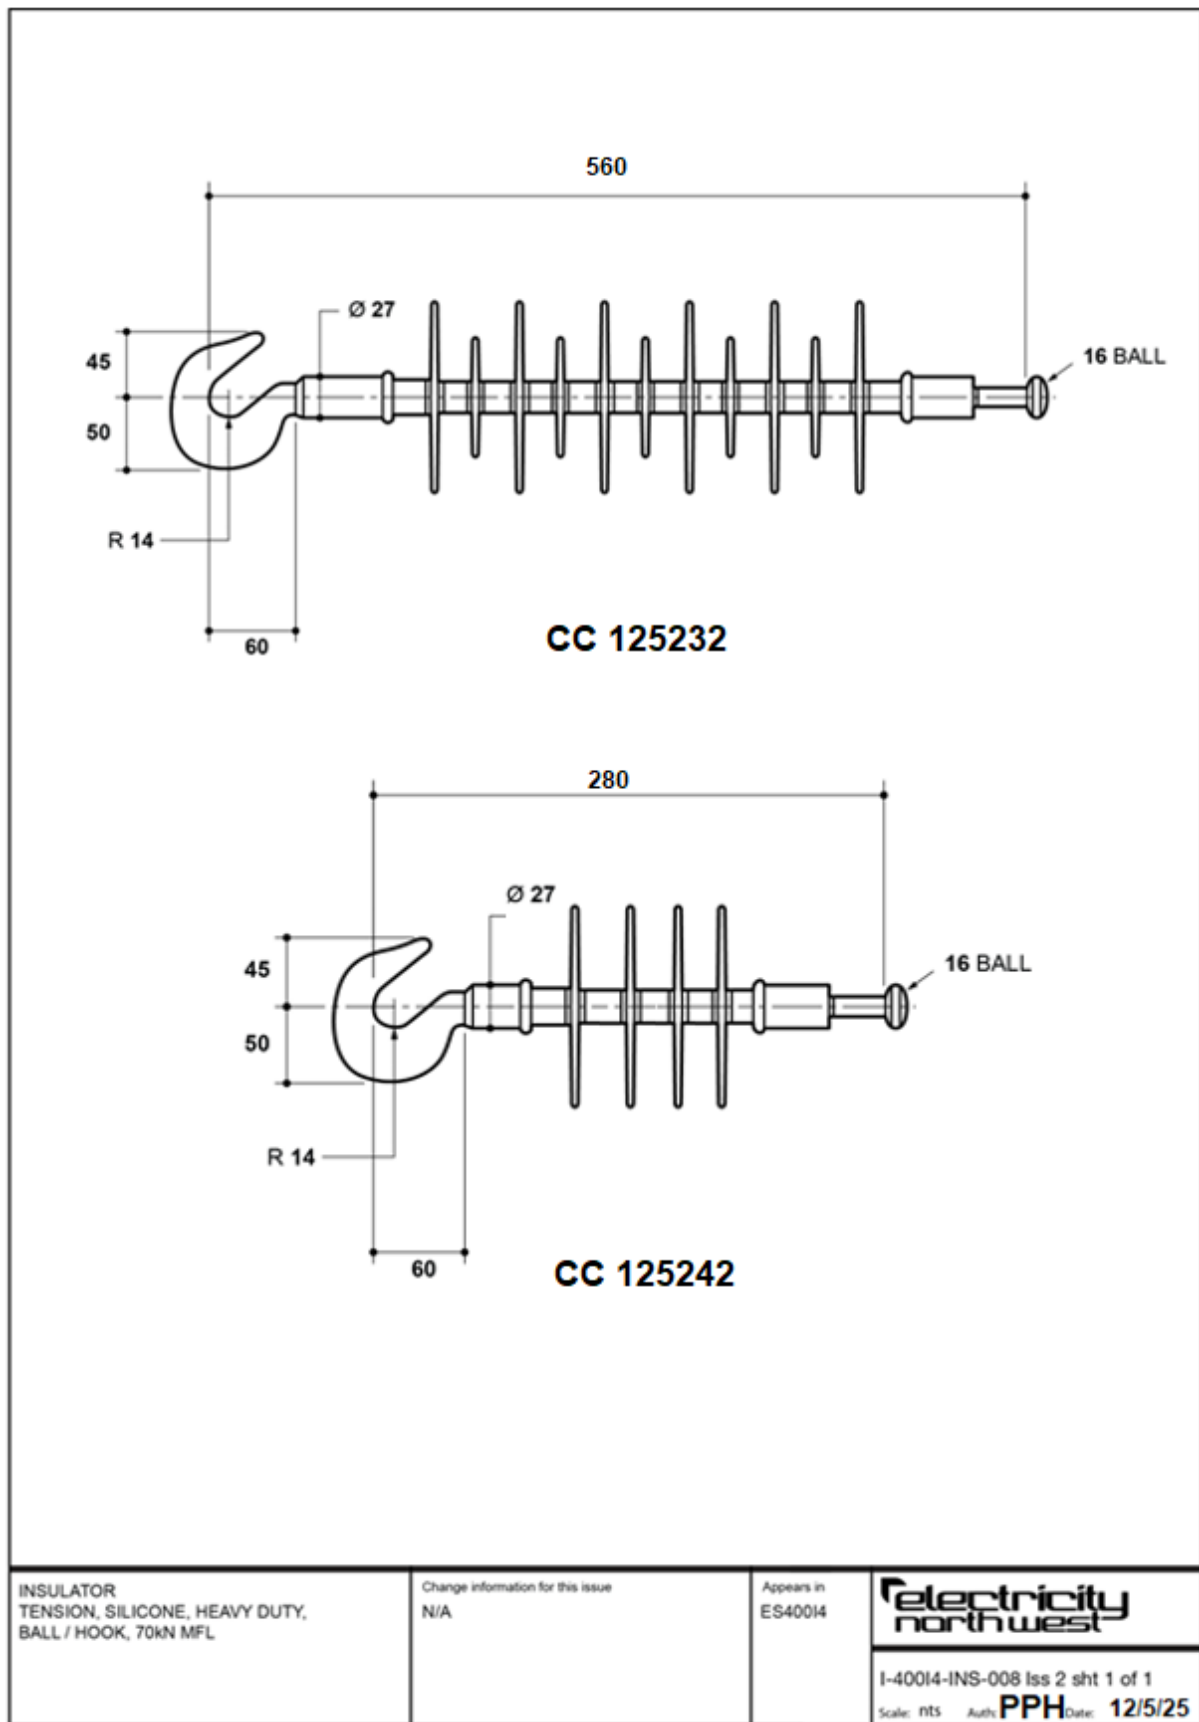 560
Ø 27
45
16 BALL
50
R 14
60
CC 125232
280
Ø 27
45
16 BALL
50
R 14
60
CC 125242
INSULATOR
TENSION, SILICONE, HEAVY DUTY,
BALL / HOOK, 70kN MFL
Change information for this issue
N/A
Appears in
ES400I4
electricity
northwest
I-400I4-INS-008 Iss 2 sht 1 of 1
Scale: nts Auth: PPH Date: 12/5/25